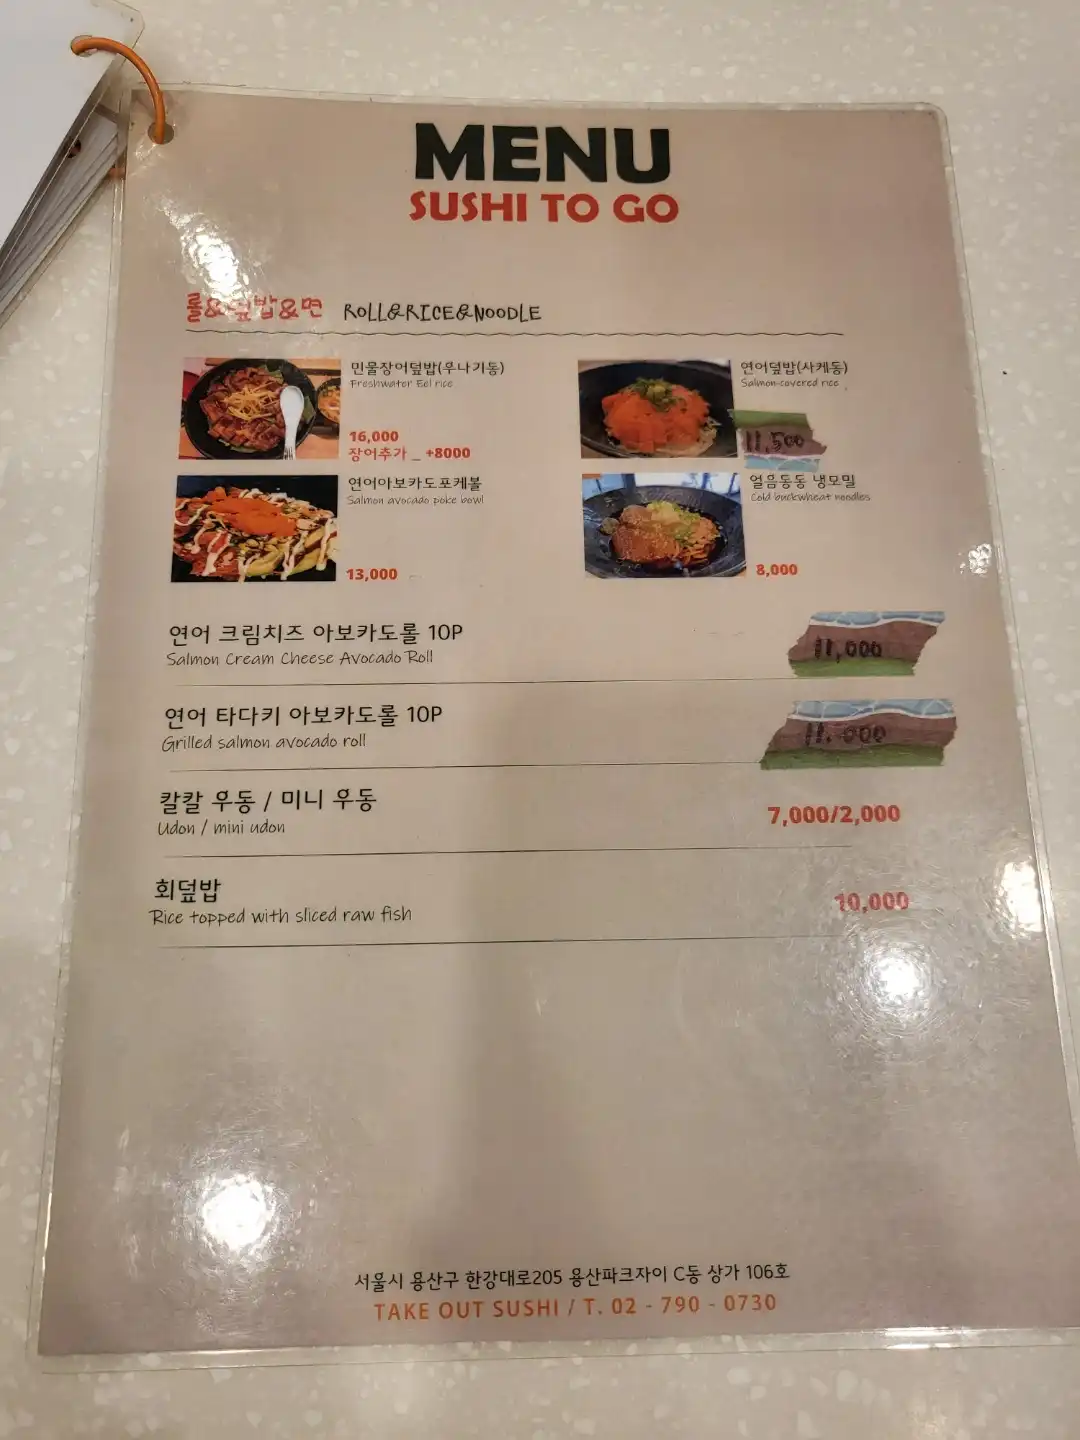 MENU
SUSHI TO GO
롤&덮밥&면 ROLL&RICE&NOODLE
민물장어덮밥(우나기동)
Freshwater Eel rice
16,000
장어추가 _ +8000
연어덮밥(사케동)
Salmon-covered rice
11,500
연어아보카도포케볼
Salmon avocado poke bowl
13,000
얼음동동 냉모밀
Cold buckwheat noodles
8,000
연어 크림치즈 아보카도롤 10P
Salmon Cream Cheese Avocado Roll
11,000
연어 타다키 아보카도롤 10P
Grilled salmon avocado roll
11.000
칼칼 우동 / 미니 우동
Udon / mini udon
7,000/2,000
회덮밥
Rice topped with sliced raw fish
10,000
서울시 용산구 한강대로205 용산파크자이 C동 상가 106호
TAKE OUT SUSHI / T. 02 - 790 - 0730